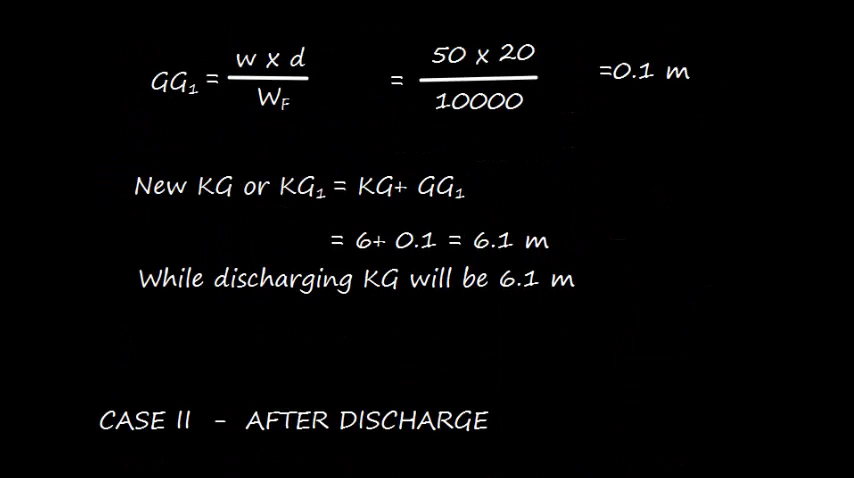 GG₁ = w x d / W_F = 50 x 20 / 10000 =0.1 m
New KG or KG₁ = KG+ GG₁
= 6+ 0.1 = 6.1 m
While discharging KG will be 6.1 m
CASE II - AFTER DISCHARGE